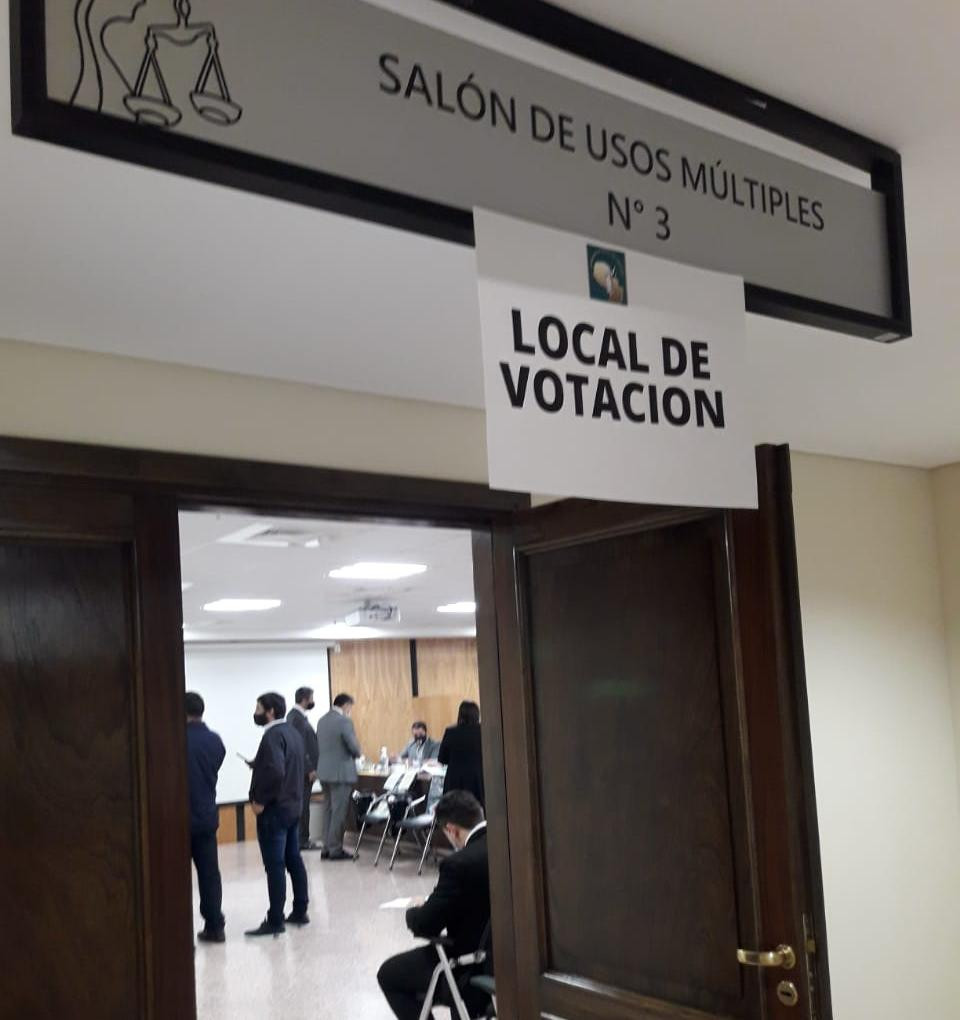 SALÓN DE USOS MÚLTIPLES
N° 3
LOCAL DE
VOTACION